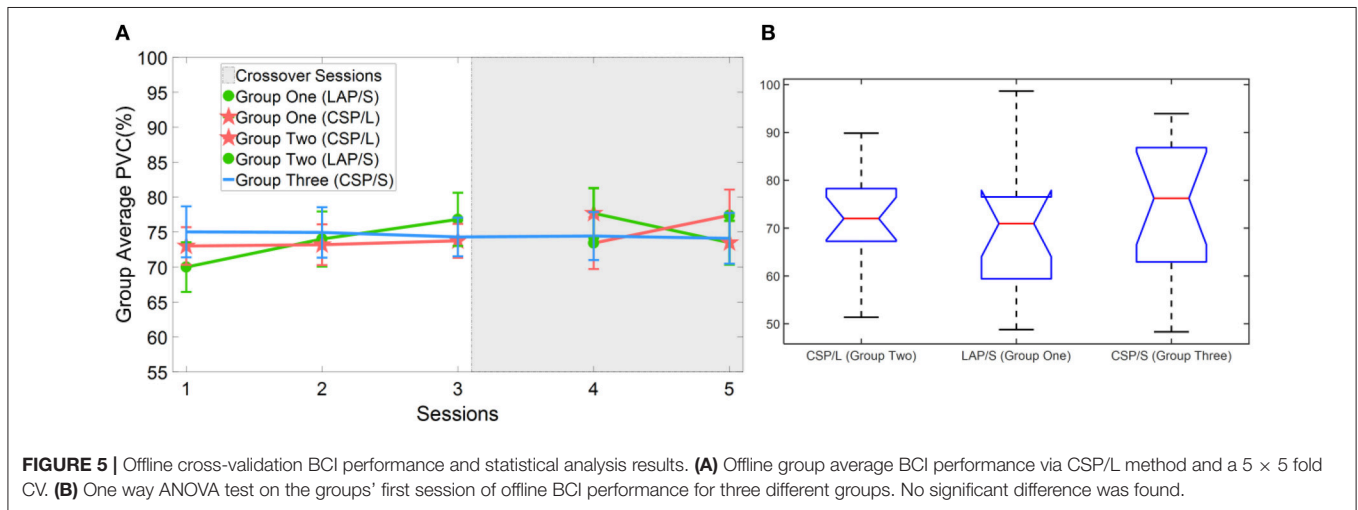 A
100
95
90
85
80
75
70
65
60
55
Group Average PVC(%)
Crossover Sessions
Group One (LAP/S)
Group One (CSP/L)
Group Two (CSP/L)
Group Two (LAP/S)
Group Three (CSP/S)
1 2 3 4 5
Sessions
B
100
90
80
70
60
50
CSP/L (Group Two) LAP/S (Group One) CSP/S (Group Three)
FIGURE 5 | Offline cross-validation BCI performance and statistical analysis results. (A) Offline group average BCI performance via CSP/L method and a 5 × 5 fold
CV. (B) One way ANOVA test on the groups' first session of offline BCI performance for three different groups. No significant difference was found.